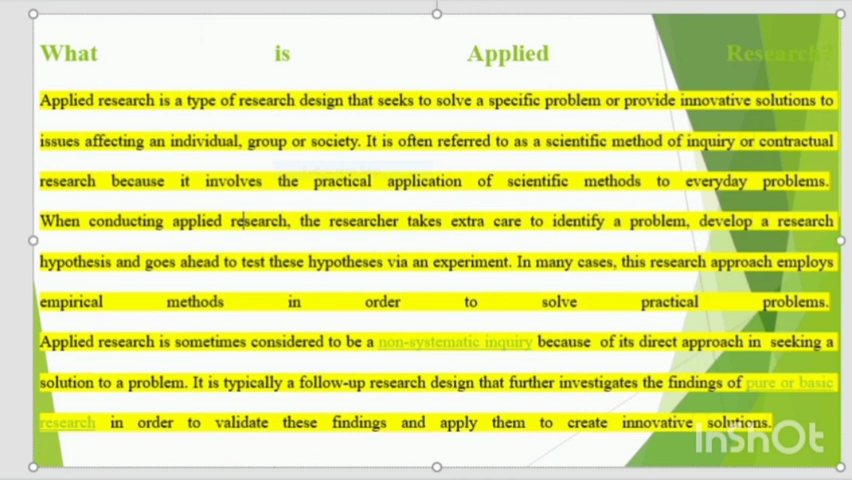 What is Applied Research?
Applied research is a type of research design that seeks to solve a specific problem or provide innovative solutions to
issues affecting an individual, group or society. It is often referred to as a scientific method of inquiry or contractual
research because it involves the practical application of scientific methods to everyday problems.
When conducting applied research, the researcher takes extra care to identify a problem, develop a research
hypothesis and goes ahead to test these hypotheses via an experiment. In many cases, this research approach employs
empirical methods in order to solve practical problems.
Applied research is sometimes considered to be a non-systematic inquiry because of its direct approach in seeking a
solution to a problem. It is typically a follow-up research design that further investigates the findings of pure or basic
research in order to validate these findings and apply them to create innovative solutions.
InShOt